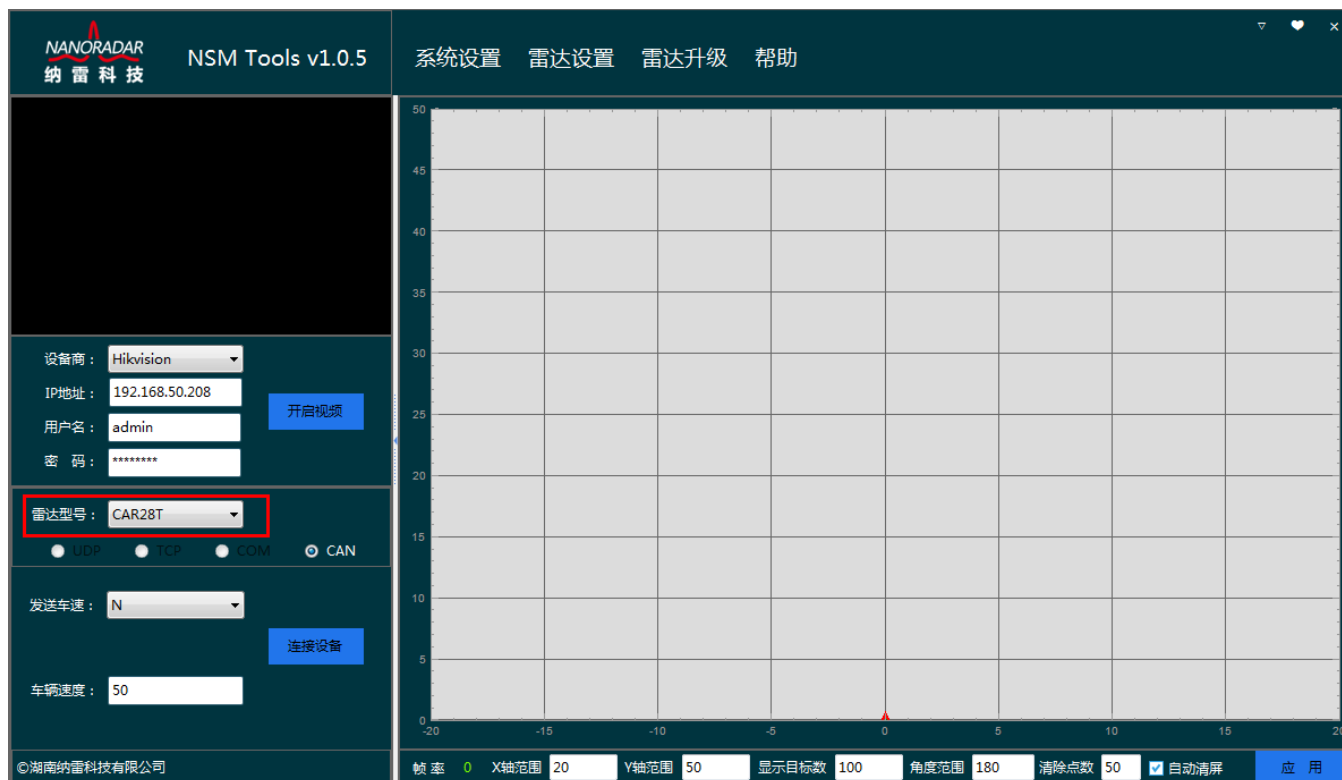 NANORADAR
纳雷科技
NSM Tools v1.0.5
系统设置 雷达设置 雷达升级 帮助
设备商： Hikvision
IP地址： 192.168.50.208
开启视频
用户名： admin
密 码： ********
雷达型号： CAR28T
UDP TCP COM CAN
发送车速： N
连接设备
车辆速度： 50
©湖南纳雷科技有限公司
50
45
40
35
30
25
20
15
10
5
0
-20 -15 -10 -5 0 5 10 15 20
帧率 0 X轴范围 20 Y轴范围 50 显示目标数 100 角度范围 180 清除点数 50 自动清屏 应 用